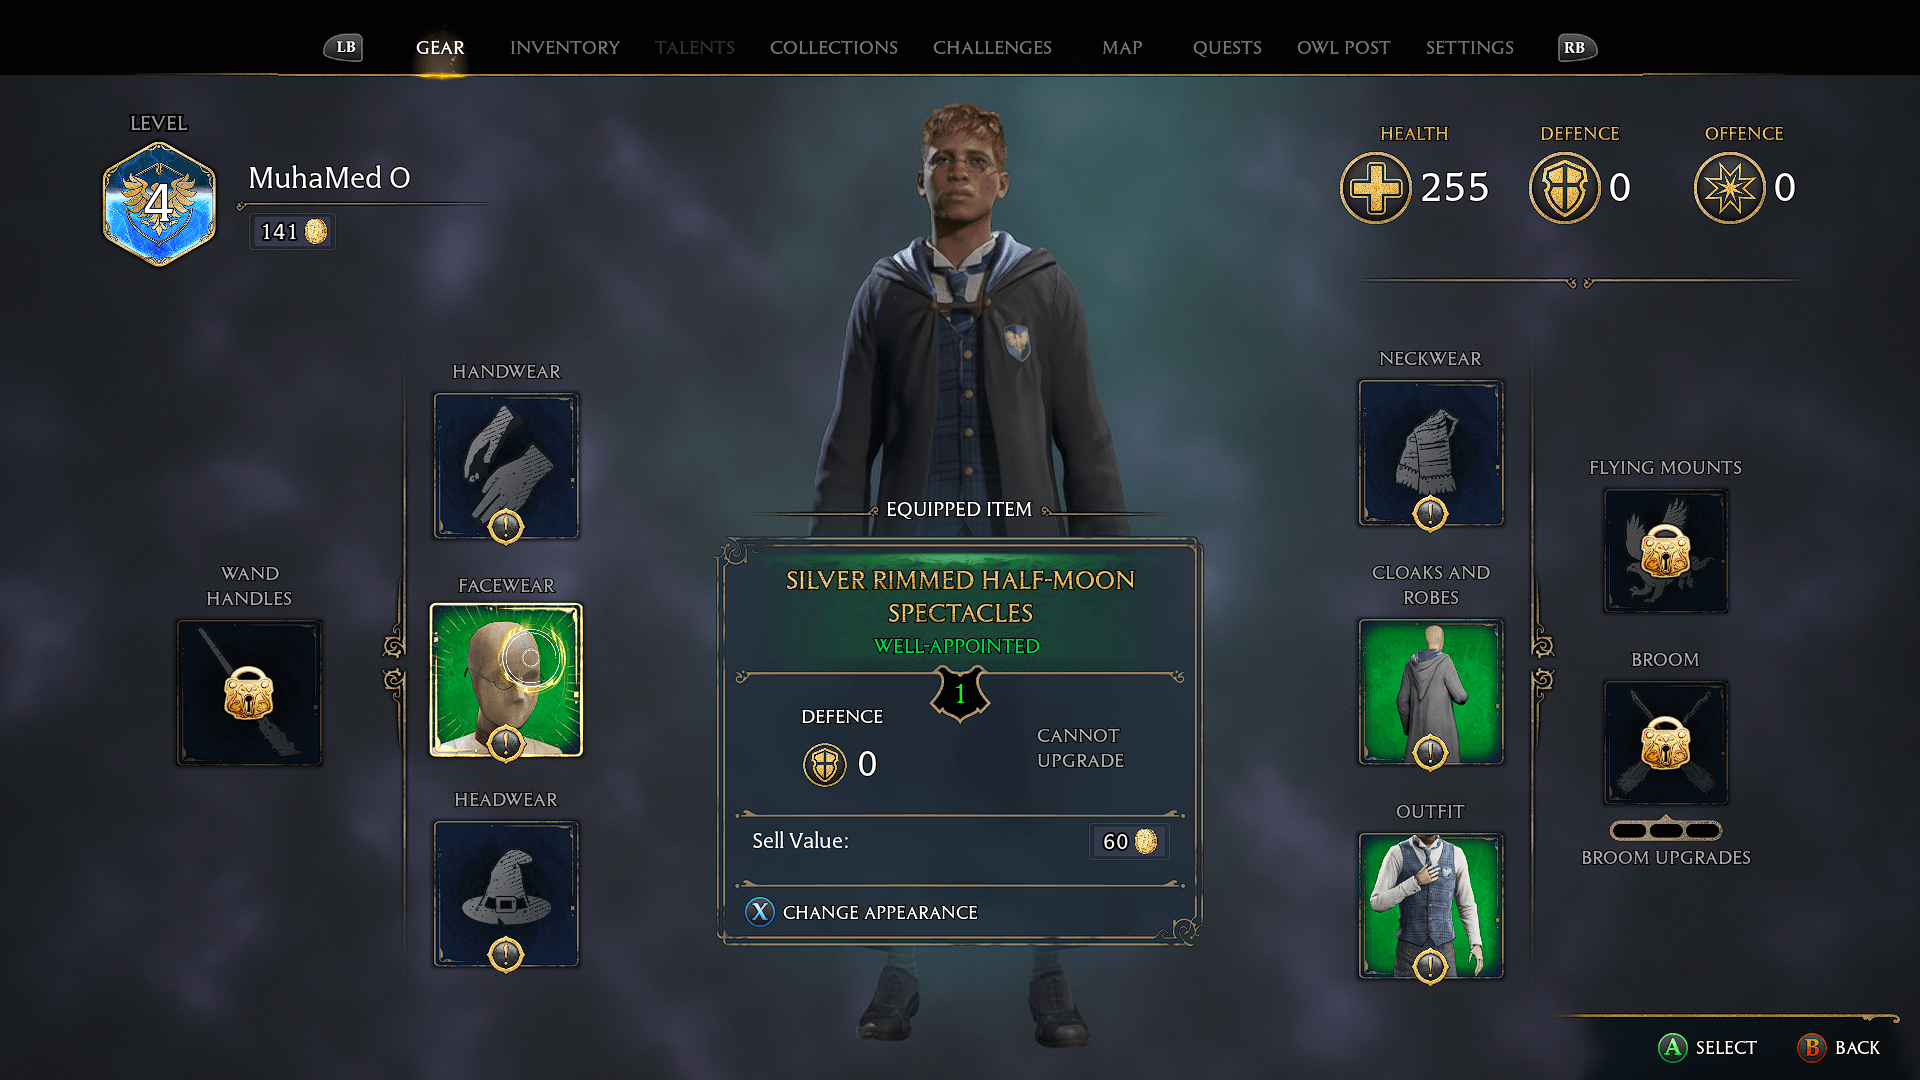 LB
GEAR
INVENTORY
TALENTS
COLLECTIONS
CHALLENGES
MAP
QUESTS
OWL POST
SETTINGS
RB
LEVEL
4
MuhaMed O
141
HEALTH
255
DEFENCE
0
OFFENCE
0
HANDWEAR
WAND
HANDLES
FACEWEAR
HEADWEAR
EQUIPPED ITEM
SILVER RIMMED HALF-MOON
SPECTACLES
WELL-APPOINTED
1
DEFENCE
0
CANNOT
UPGRADE
Sell Value:
60
X CHANGE APPEARANCE
NECKWEAR
CLOAKS AND
ROBES
OUTFIT
FLYING MOUNTS
BROOM
BROOM UPGRADES
A SELECT
B BACK